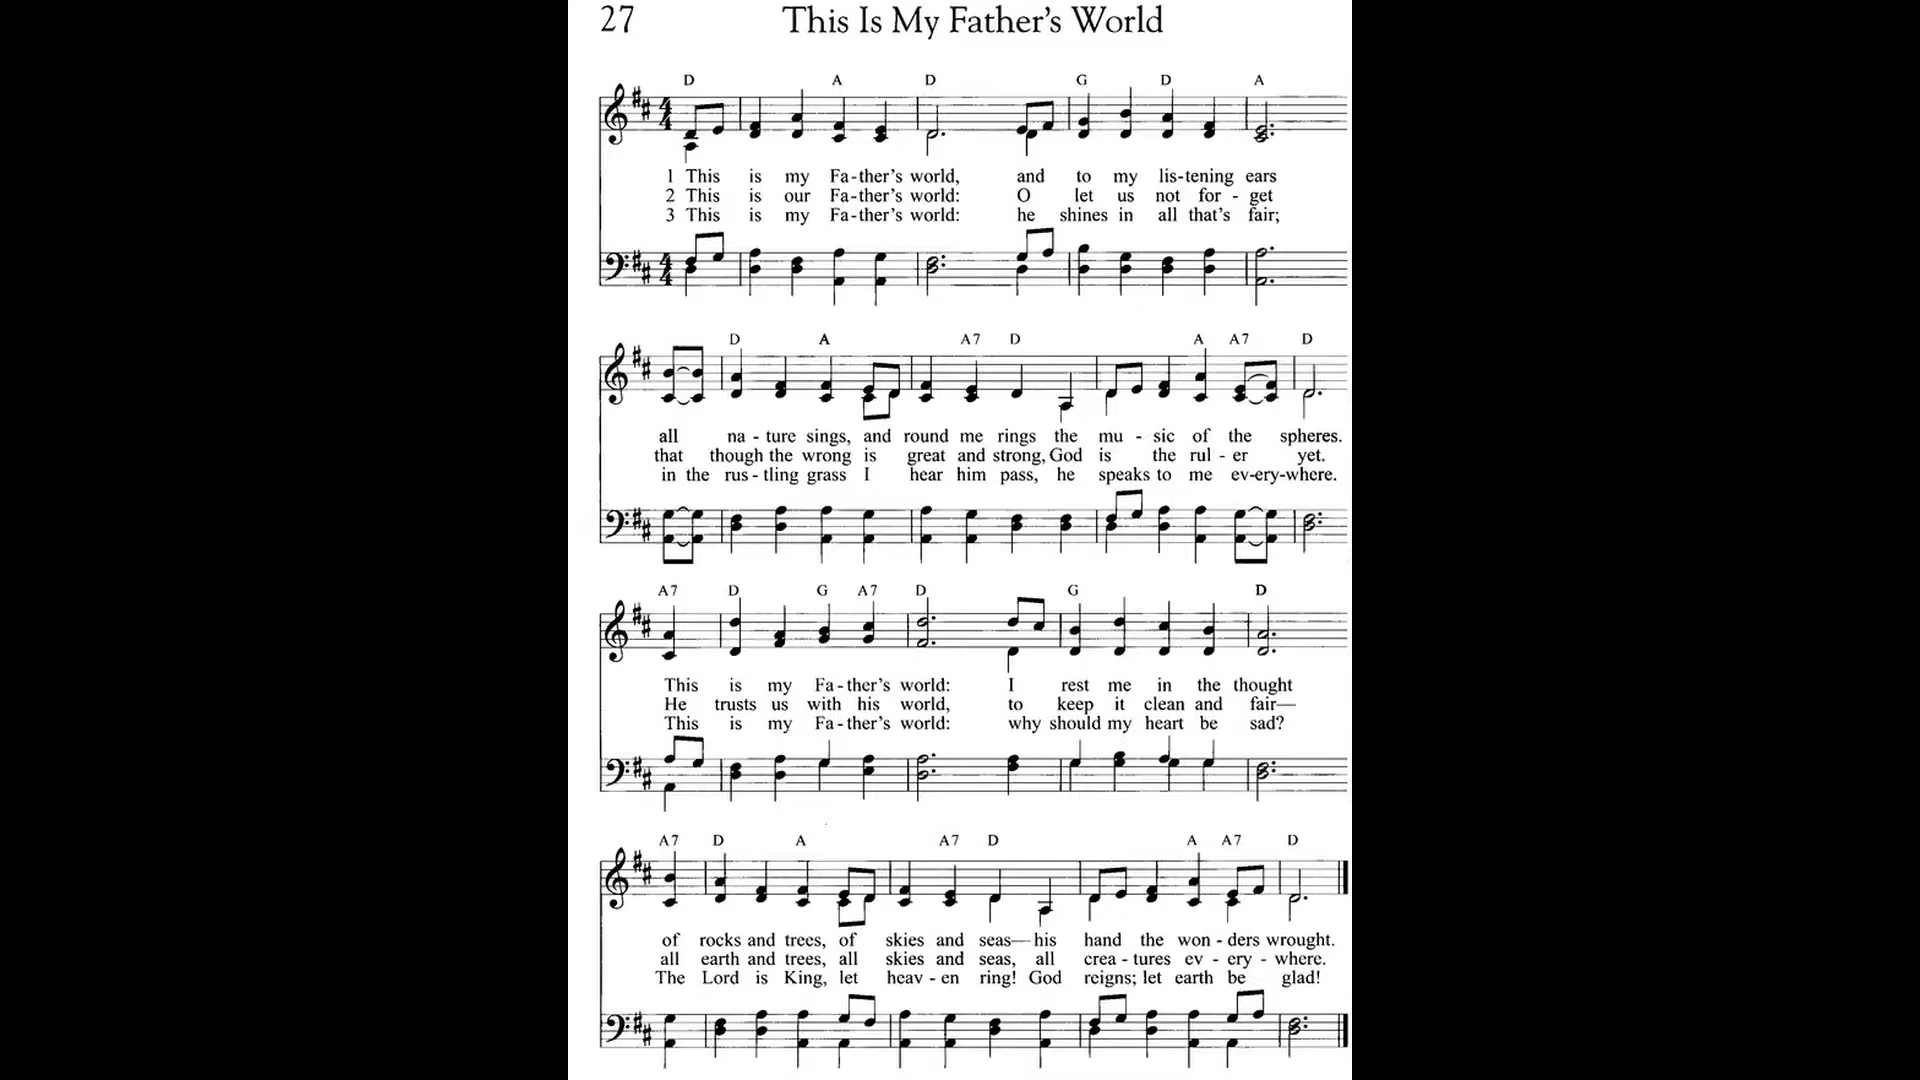 27 This Is My Father's World
D A D G D A
1 This is my Fa-ther's world, and to my lis-tening ears
2 This is our Fa-ther's world: O let us not for - get
3 This is my Fa-ther's world: he shines in all that's fair;
D A A7 D A A7 D
all na - ture sings, and round me rings the mu - sic of the spheres.
that though the wrong is great and strong, God is the rul - er yet.
in the rus - tling grass I hear him pass, he speaks to me ev-ery-where.
A7 D G A7 D G D
This is my Fa-ther's world: I rest me in the thought
He trusts us with his world, to keep it clean and fair—
This is my Fa-ther's world: why should my heart be sad?
A7 D A A7 D A A7 D
of rocks and trees, of skies and seas—his hand the won - ders wrought.
all earth and trees, all skies and seas, all crea - tures ev - ery - where.
The Lord is King, let heav - en ring! God reigns; let earth be glad!